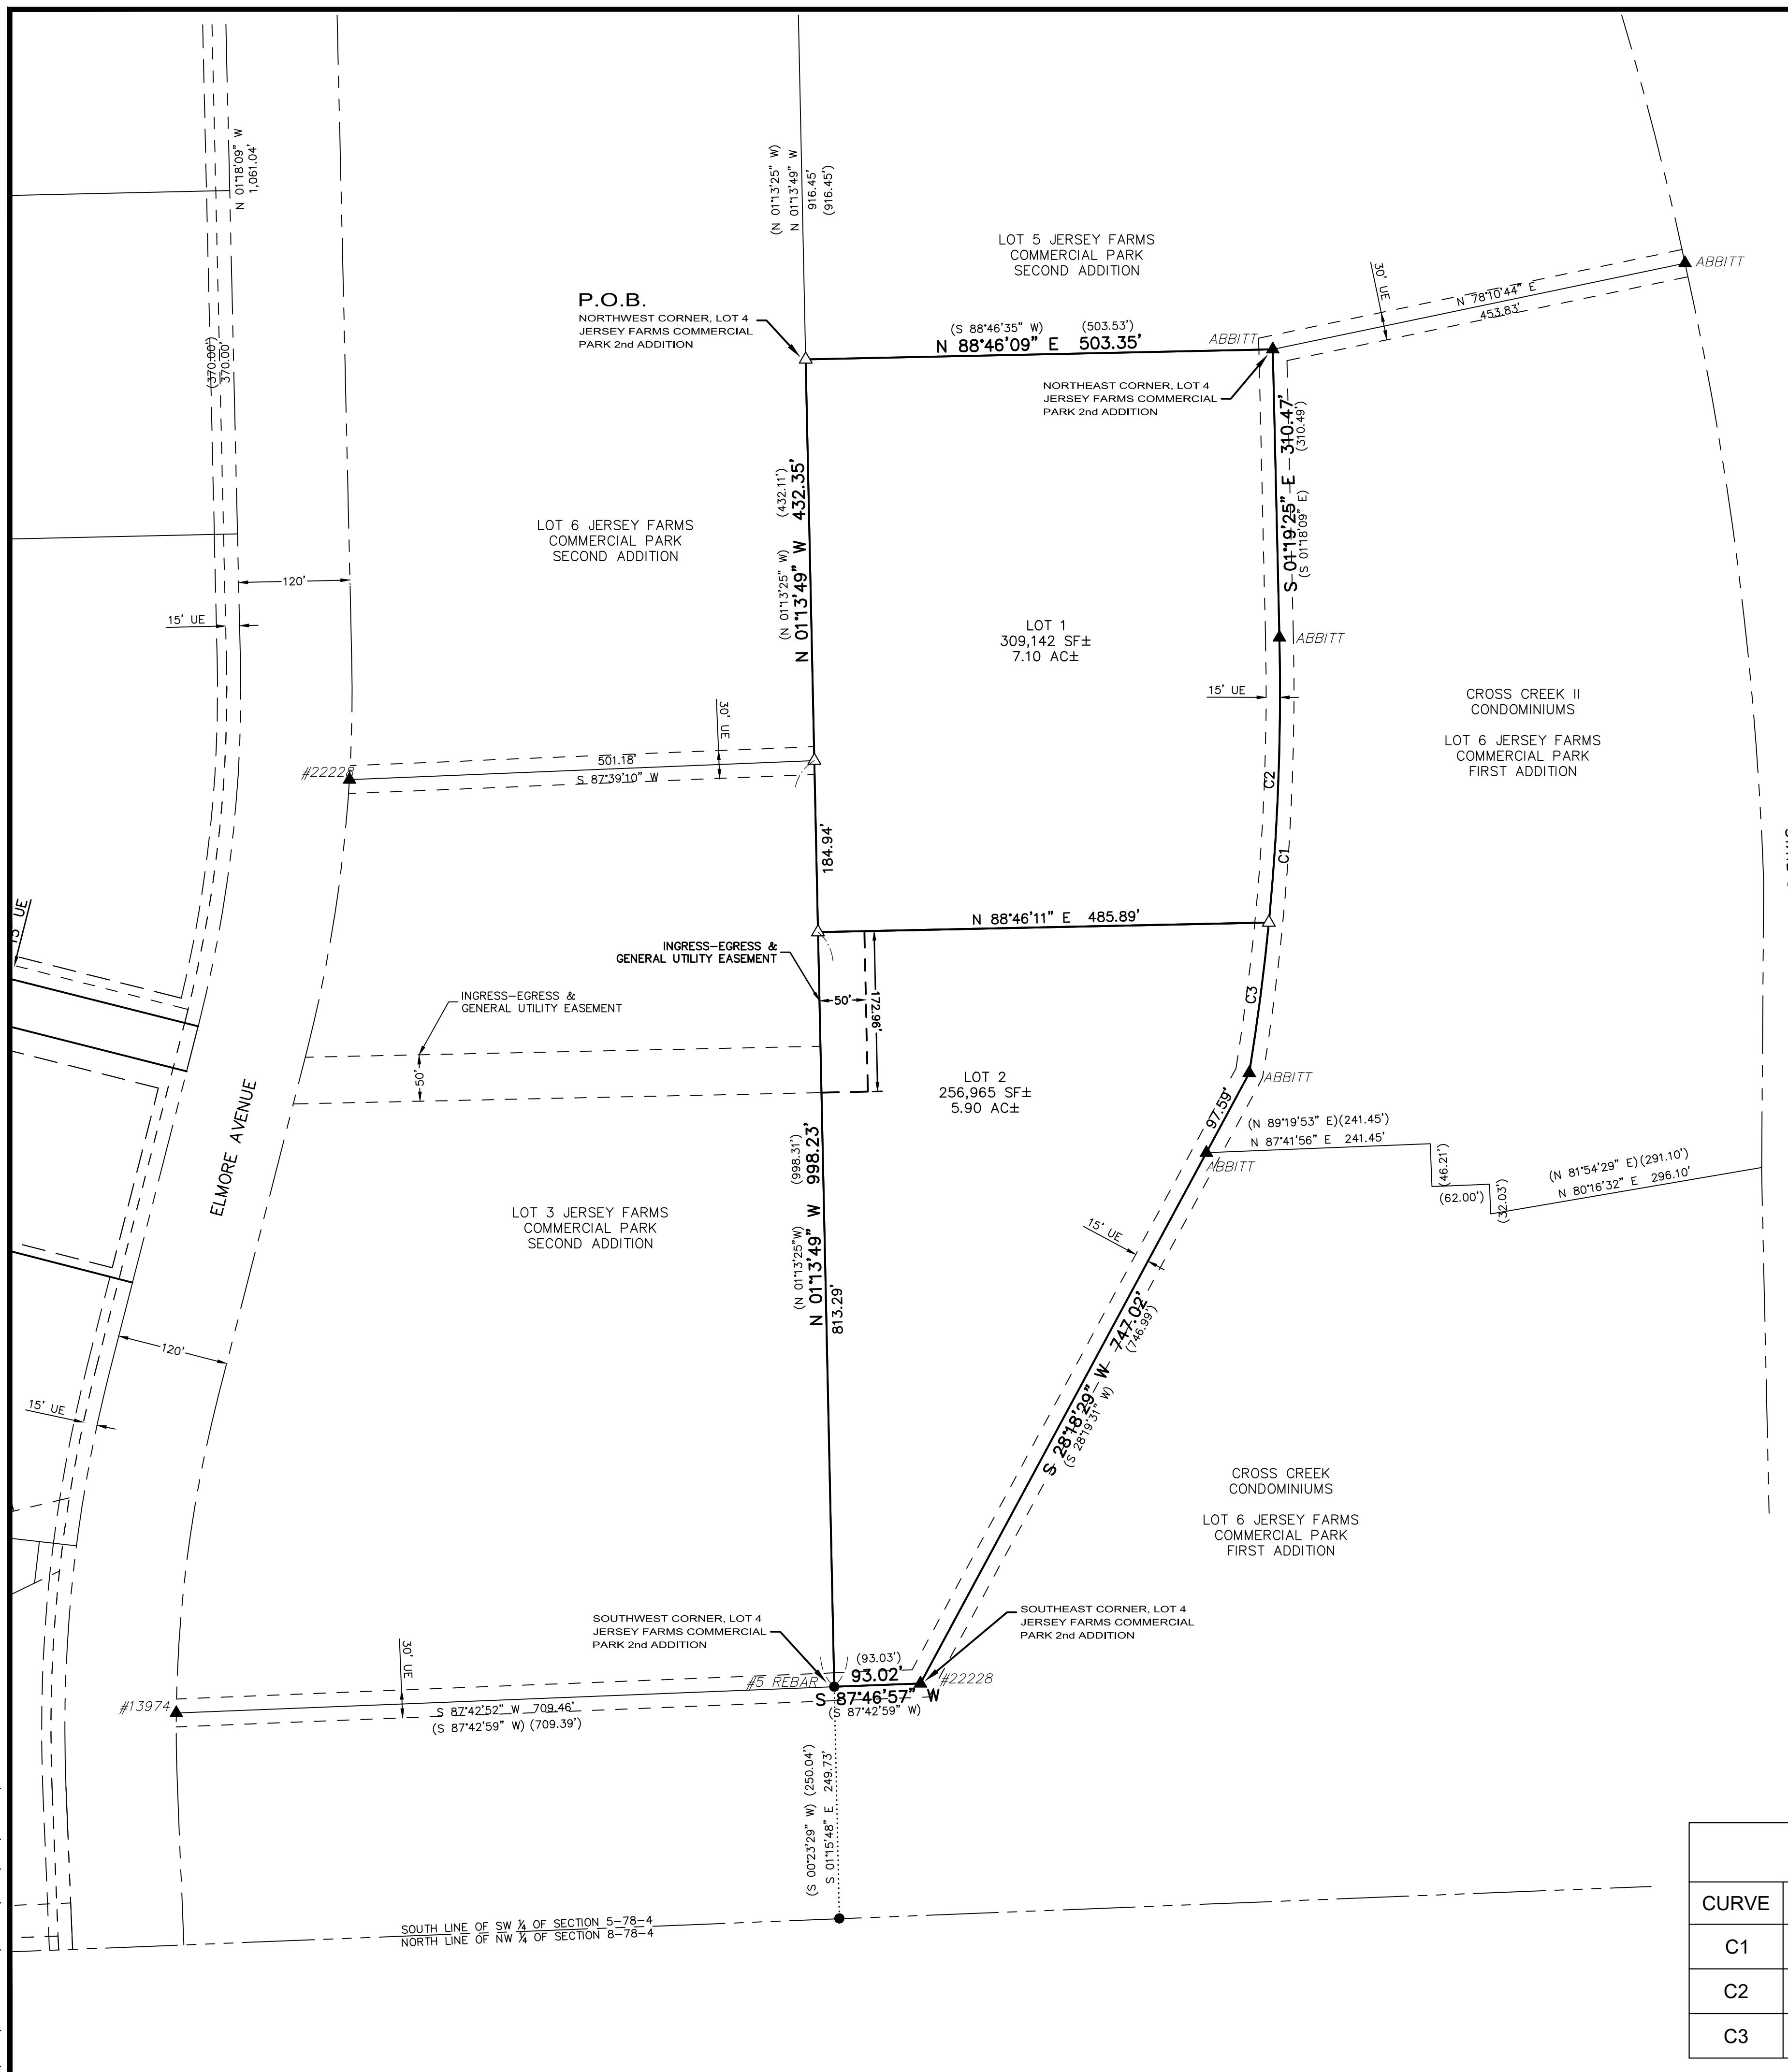 N 01°18'09" W
1,061.04'
(N 01°13'25" W)
N 01°13'49" W
916.45'
(916.45')
LOT 5 JERSEY FARMS
COMMERCIAL PARK
SECOND ADDITION
30' UE
N 78°10'44" E
453.83'
ABBITT
P.O.B.
NORTHWEST CORNER, LOT 4
JERSEY FARMS COMMERCIAL
PARK 2nd ADDITION
(S 88°46'35" W) (503.53')
N 88°46'09" E 503.35'
ABBITT
(370.00')
370.00'
NORTHEAST CORNER, LOT 4
JERSEY FARMS COMMERCIAL
PARK 2nd ADDITION
S 01°19'25" E 310.47'
(310.49')
(S 01°18'09" E)
(432.11')
432.35'
(N 01°13'25" W)
N 01°13'49" W
LOT 6 JERSEY FARMS
COMMERCIAL PARK
SECOND ADDITION
120'
15' UE
LOT 1
309,142 SF±
7.10 AC±
ABBITT
15' UE
CROSS CREEK II
CONDOMINIUMS
LOT 6 JERSEY FARMS
COMMERCIAL PARK
FIRST ADDITION
30' UE
#22228
501.18'
S 87°39'10" W
C2
184.94'
C1
15' UE
N 88°46'11" E 485.89'
INGRESS-EGRESS &
GENERAL UTILITY EASEMENT
INGRESS-EGRESS &
GENERAL UTILITY EASEMENT
50'
172.96'
C3
50'
LOT 2
256,965 SF±
5.90 AC±
ABBITT
97.59'
(N 89°19'53" E)(241.45')
N 87°41'56" E 241.45'
ABBITT
(46.21')
(62.00')
(32.03')
(N 81°54'29" E)(291.10')
N 80°16'32" E 296.10'
ELMORE AVENUE
(998.31')
998.23'
(N 01°13'25"W)
N 01°13'49" W
813.29'
LOT 3 JERSEY FARMS
COMMERCIAL PARK
SECOND ADDITION
15' UE
120'
15' UE
S 28°18'29" W 747.02'
(746.99')
(S 28°19'31" W)
CROSS CREEK
CONDOMINIUMS
LOT 6 JERSEY FARMS
COMMERCIAL PARK
FIRST ADDITION
SOUTHWEST CORNER, LOT 4
JERSEY FARMS COMMERCIAL
PARK 2nd ADDITION
SOUTHEAST CORNER, LOT 4
JERSEY FARMS COMMERCIAL
PARK 2nd ADDITION
30' UE
#13974
#5 REBAR
(93.03')
93.02'
#22228
S 87°46'57" W
(S 87°42'59" W)
S 87°42'52" W 709.46'
(S 87°42'59" W) (709.39')
(S 00°23'29" W) (250.04')
S 01°15'48" E 249.73'
SOUTH LINE OF SW ¼ OF SECTION 5-78-4
NORTH LINE OF NW ¼ OF SECTION 8-78-4
CURVE
C1
C2
C3